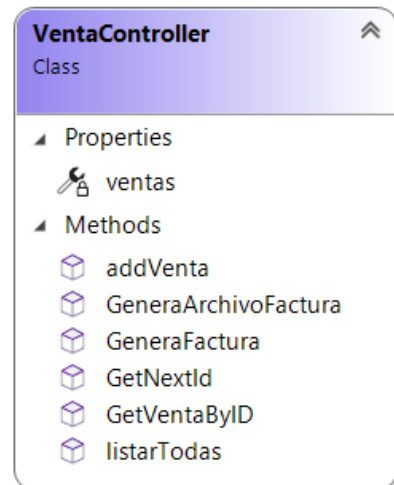 VentaController
Class
Properties
ventas
Methods
addVenta
GeneraArchivoFactura
GeneraFactura
GetNextId
GetVentaByID
listarTodas